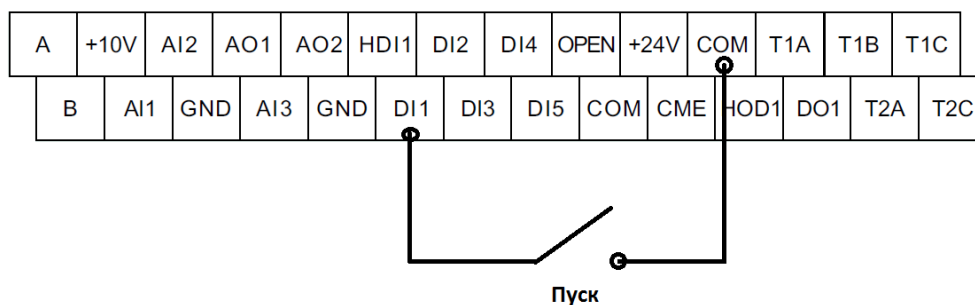 A +10V AI2 AO1 AO2 HDI1 DI2 DI4 OPEN +24V COM T1A T1B T1C
B AI1 GND AI3 GND DI1 DI3 DI5 COM CME HOD1 DO1 T2A T2C
Пуск